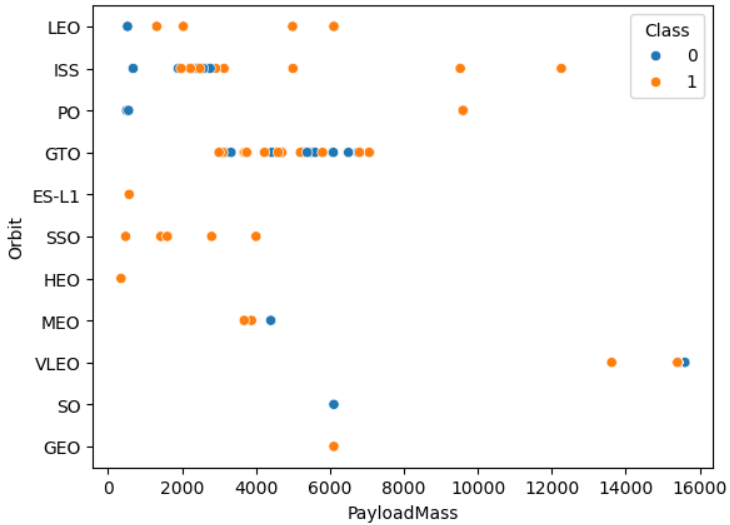 Class
0
1
LEO
ISS
PO
GTO
ES-L1
SSO
HEO
MEO
VLEO
SO
GEO
Orbit
0 2000 4000 6000 8000 10000 12000 14000 16000
PayloadMass